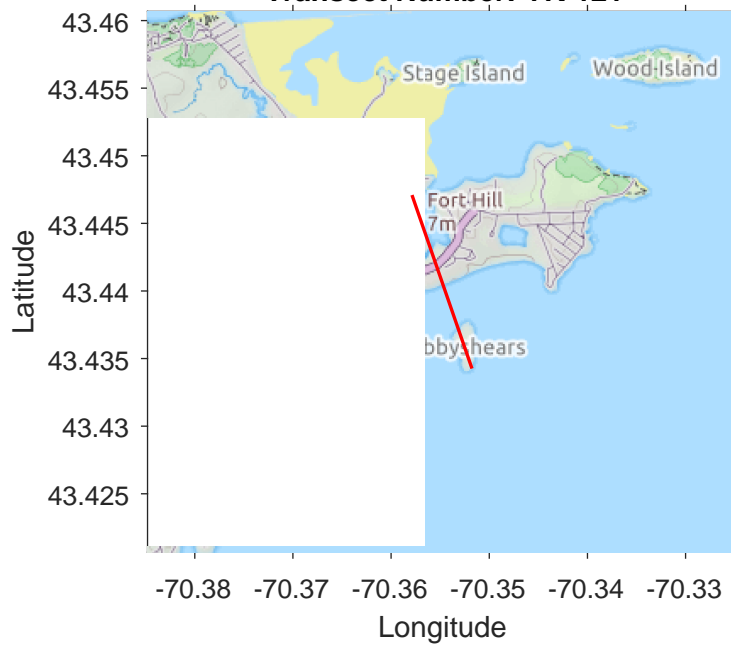 43.46
43.455
43.45
43.445
43.44
43.435
43.43
43.425
Latitude
Stage Island
Wood Island
Fort Hill
7m
bbyshears
-70.38
-70.37
-70.36
-70.35
-70.34
-70.33
Longitude